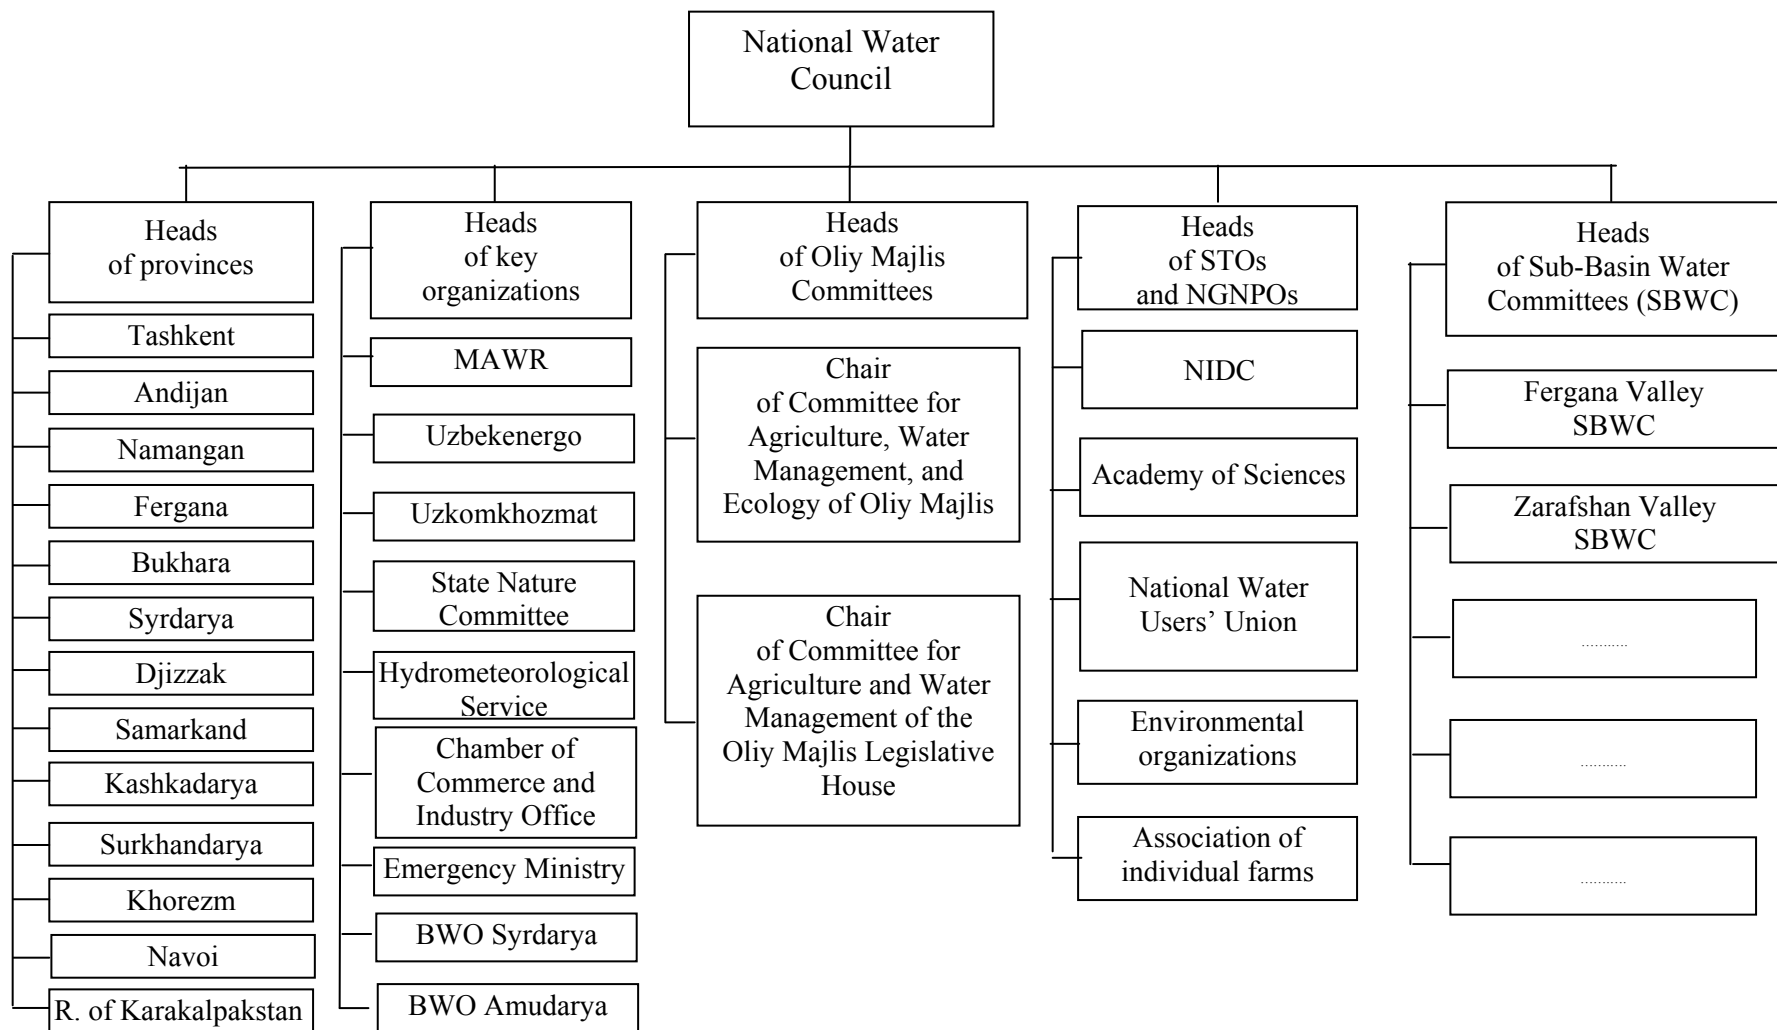 National Water
Council
Heads
of provinces
Tashkent
Andijan
Namangan
Fergana
Bukhara
Syrdarya
Djizzak
Samarkand
Kashkadarya
Surkhandarya
Khorezm
Navoi
R. of Karakalpakstan
Heads
of key
organizations
MAWR
Uzbekenergo
Uzkomkhozmat
State Nature
Committee
Hydrometeorological
Service
Chamber of
Commerce and
Industry Office
Emergency Ministry
BWO Syrdarya
BWO Amudarya
Heads
of Oliy Majlis
Committees
Chair
of Committee for
Agriculture, Water
Management, and
Ecology of Oliy Majlis
Chair
of Committee for
Agriculture and Water
Management of the
Oliy Majlis Legislative
House
Heads
of STOs
and NGNPOs
NIDC
Academy of Sciences
National Water
Users’ Union
Environmental
organizations
Association of
individual farms
Heads
of Sub-Basin Water
Committees (SBWC)
Fergana Valley
SBWC
Zarafshan Valley
SBWC
...........
...........
...........